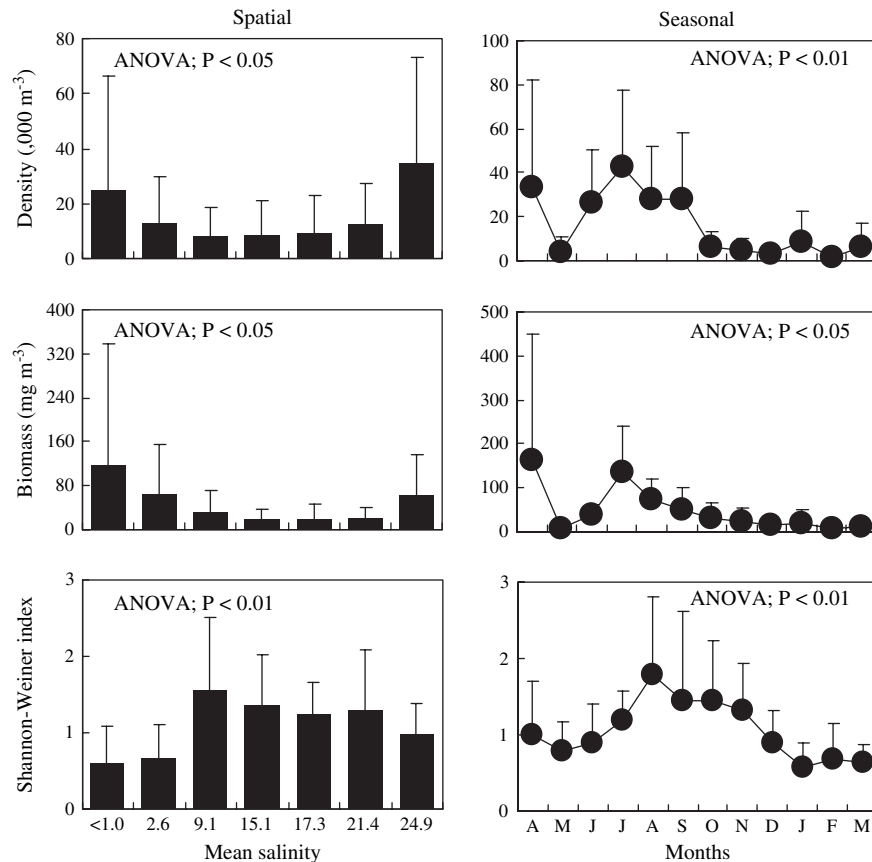 Spatial
Seasonal
Density (,000 m⁻³)
80
60
40
20
0
ANOVA; P < 0.05
100
80
60
40
20
0
ANOVA; P < 0.01
Biomass (mg m⁻³)
400
320
240
160
80
0
ANOVA; P < 0.05
500
400
300
200
100
0
ANOVA; P < 0.05
Shannon-Weiner index
3
2
1
0
ANOVA; P < 0.01
<1.0 2.6 9.1 15.1 17.3 21.4 24.9
Mean salinity
3
2
1
0
ANOVA; P < 0.01
A M J J A S O N D J F M
Months